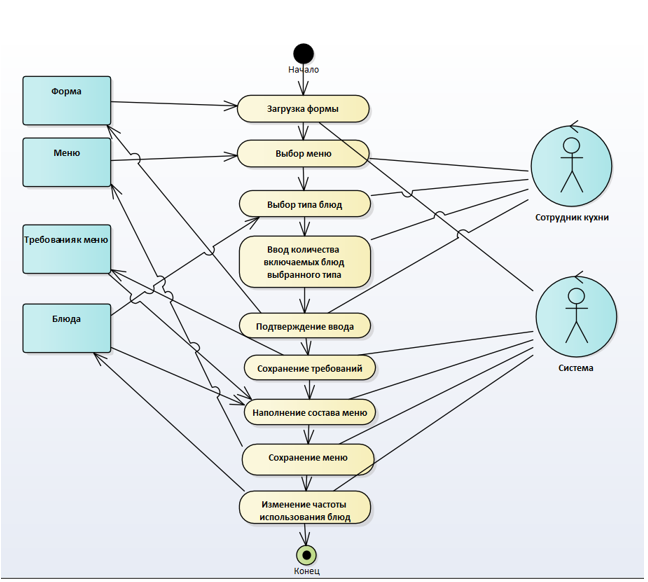 Начало
Форма
Загрузка формы
Меню
Выбор меню
Выбор типа блюд
Сотрудник кухни
Требования к меню
Ввод количества
включаемых блюд
выбранного типа
Блюда
Подтверждение ввода
Сохранение требований
Система
Наполнение состава меню
Сохранение меню
Изменение частоты
использования блюд
Конец